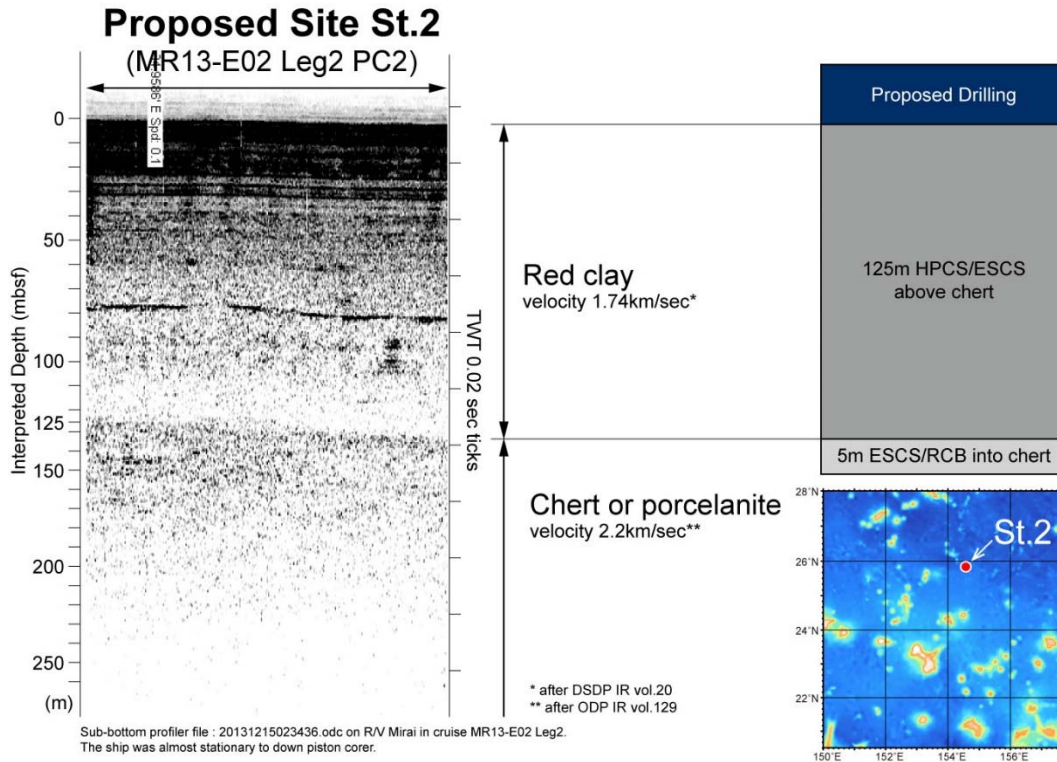 Proposed Site St.2
(MR13-E02 Leg2 PC2)
9586' E Spd: 0.1
Interpreted Depth (mbsf)
0
50
100
125
150
200
250
(m)
TWT 0.02 sec ticks
Red clay
velocity 1.74km/sec*
Chert or porcelanite
velocity 2.2km/sec**
* after DSDP IR vol.20
** after ODP IR vol.129
Proposed Drilling
125m HPCS/ESCS
above chert
5m ESCS/RCB into chert
28°N
26°N
24°N
22°N
150°E
152°E
154°E
156°E
St.2
Sub-bottom profiler file : 20131215023436.odc on R/V Mirai in cruise MR13-E02 Leg2.
The ship was almost stationary to down piston corer.